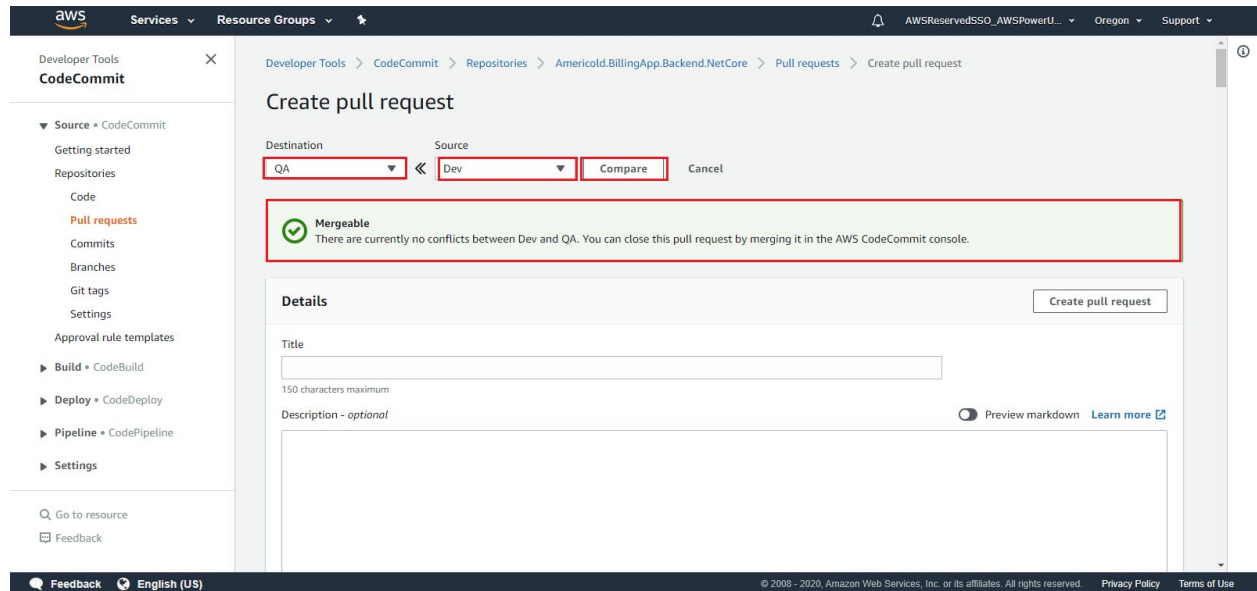 aws Services Resource Groups AWSReservedSSO_AWSPowerU... Oregon Support
Developer Tools
CodeCommit
Source • CodeCommit
Getting started
Repositories
Code
Pull requests
Commits
Branches
Git tags
Settings
Approval rule templates
Build • CodeBuild
Deploy • CodeDeploy
Pipeline • CodePipeline
Settings
Go to resource
Feedback
Developer Tools > CodeCommit > Repositories > Americold.BillingApp.Backend.NetCore > Pull requests > Create pull request
Create pull request
Destination Source
QA « Dev Compare Cancel
Mergeable
There are currently no conflicts between Dev and QA. You can close this pull request by merging it in the AWS CodeCommit console.
Details Create pull request
Title
150 characters maximum
Description - optional Preview markdown Learn more
Feedback English (US) © 2008 - 2020, Amazon Web Services, Inc. or its affiliates. All rights reserved. Privacy Policy Terms of Use